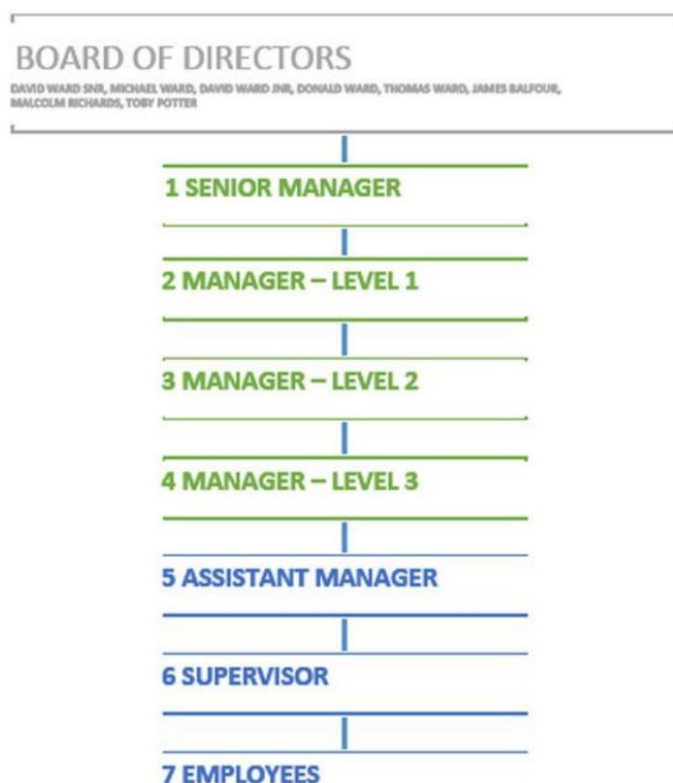 BOARD OF DIRECTORS
DAVID WARD SNR, MICHAEL WARD, DAVID WARD JNR, DONALD WARD, THOMAS WARD, JAMES BALFOUR,
MALCOLM RICHARDS, TOBY POTTER
1 SENIOR MANAGER
2 MANAGER – LEVEL 1
3 MANAGER – LEVEL 2
4 MANAGER – LEVEL 3
5 ASSISTANT MANAGER
6 SUPERVISOR
7 EMPLOYEES